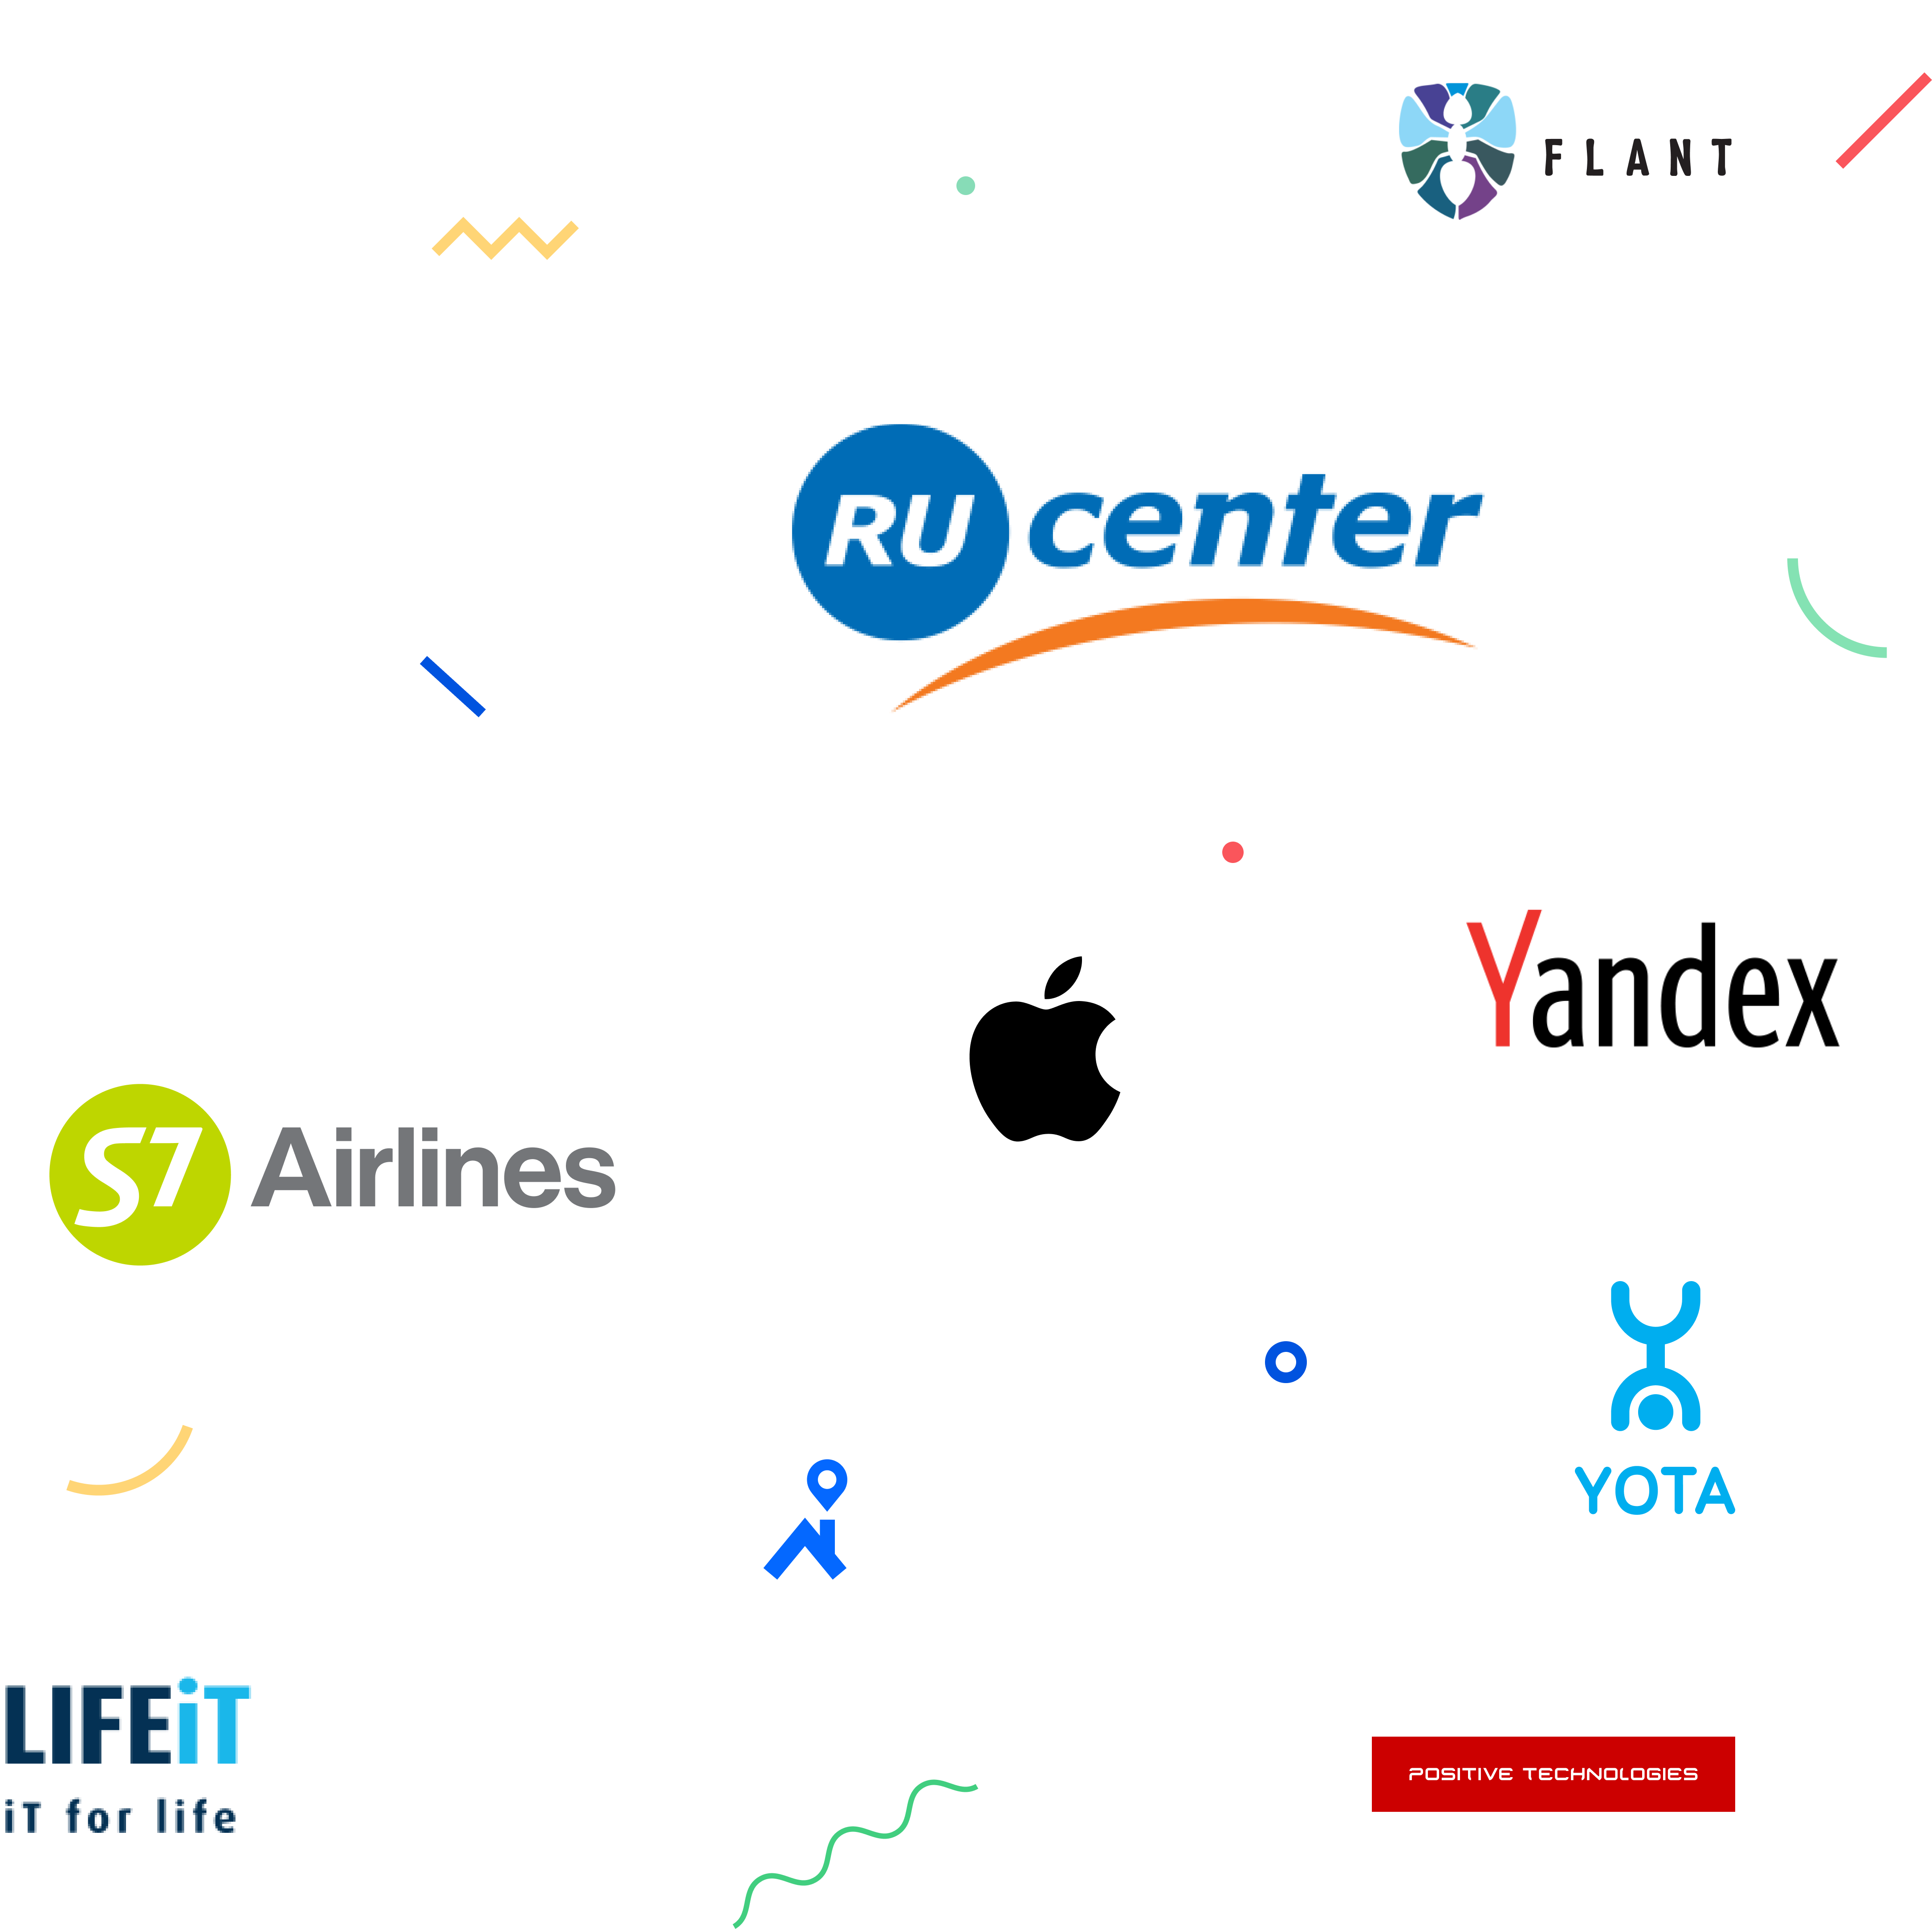 FLANT
RU center
Yandex
S7 Airlines
YOTA
LIFEiT
iT for life
POSITIVE TECHNOLOGIES